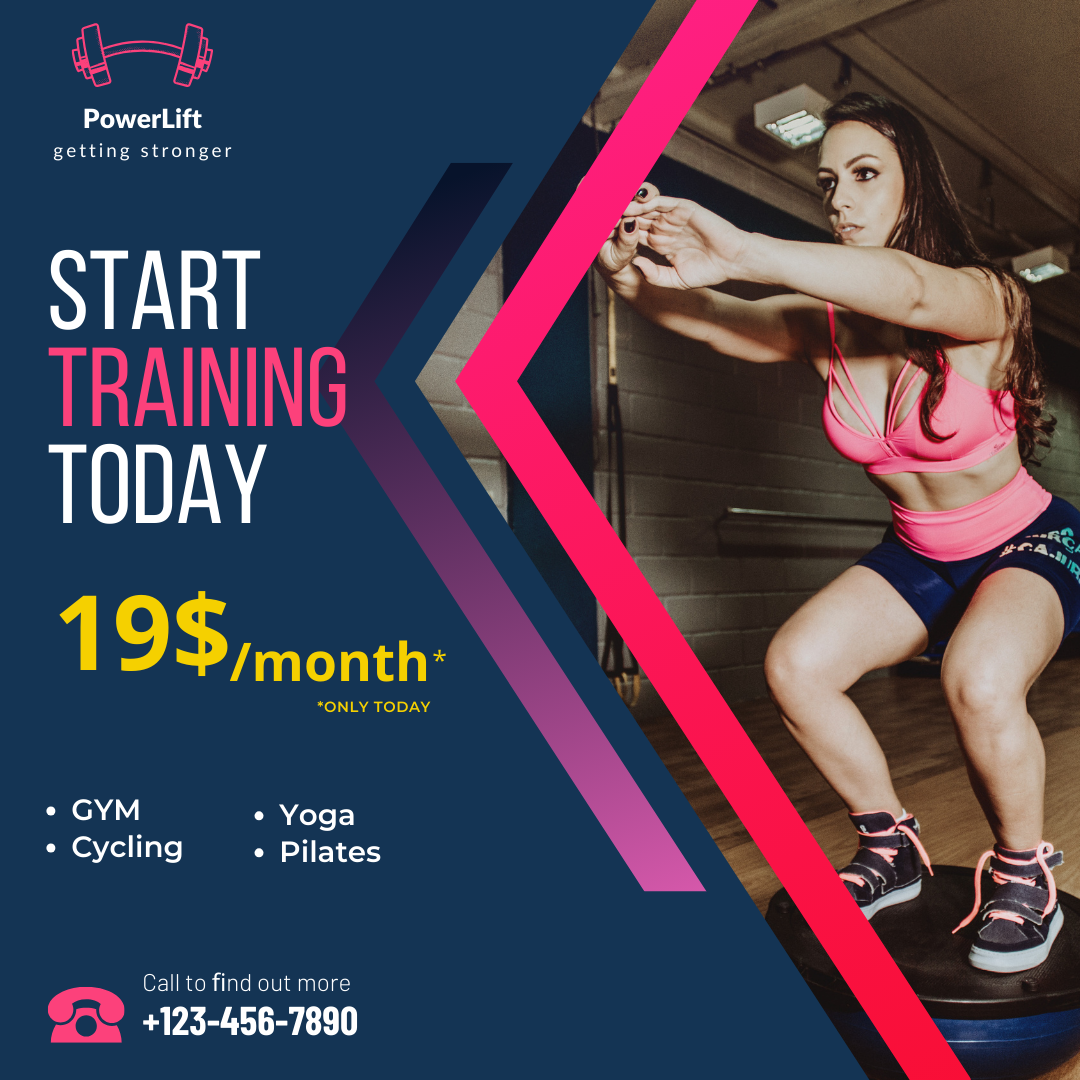 PowerLift
getting stronger
START
TRAINING
TODAY
19$/month*
*ONLY TODAY
• GYM
• Cycling
• Yoga
• Pilates
Call to find out more
+123-456-7890